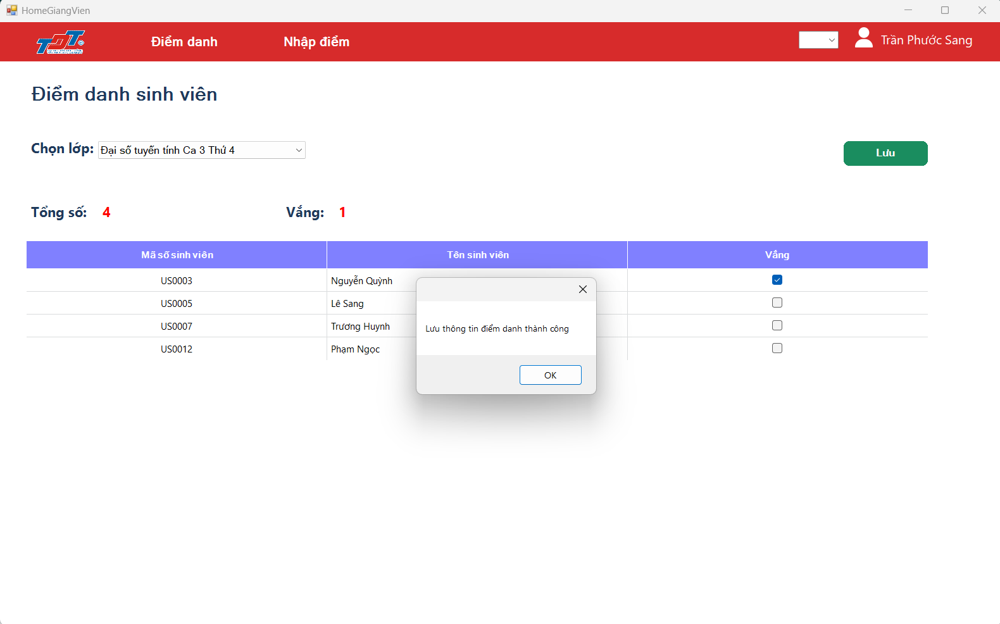 HomeGiangVien
TDT
Điểm danh
Nhập điểm
Trần Phước Sang
Điểm danh sinh viên
Chọn lớp: Đại số tuyến tính Ca 3 Thứ 4
Lưu
Tổng số: 4
Vắng: 1
Mã số sinh viên Tên sinh viên Vắng
US0003 Nguyễn Quỳnh
US0005 Lê Sang
US0007 Trương Huynh
US0012 Phạm Ngọc
Lưu thông tin điểm danh thành công
OK